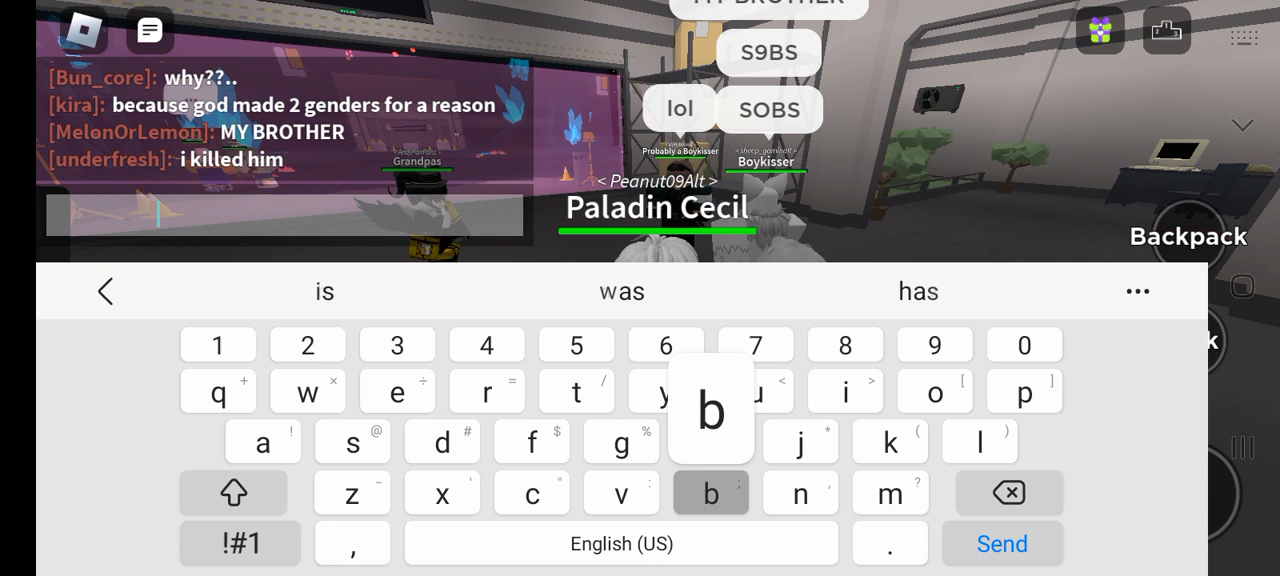 MY BROTHER
S9BS
lol
SOBS
[Bun_core]: why??..
[kira]: because god made 2 genders for a reason
[MelonOrLemon]: MY BROTHER
[underfresh]: i killed him
Grandpas
Probably a Boykisser
Boykisser
< Peanut09Alt >
Paladin Cecil
Backpack
k
is was has
1 2 3 4 5 6 7 8 9 0
q + w × e ÷ r = t / y u < i > o [ p ]
b
a ! s @ d # f $ g % j * k ( l )
z - x ' c " v : b ; n , m ?
!#1 , English (US) . Send